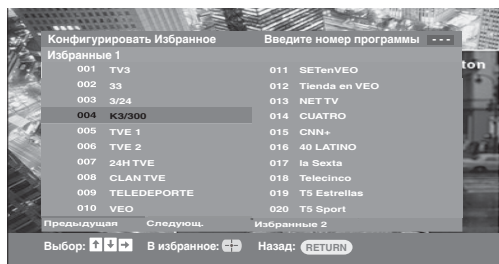 Конфигурировать Избранное Введите номер программы ---
Избранные 1
001 TV3
002 33
003 3/24
004 K3/300
005 TVE 1
006 TVE 2
007 24H TVE
008 CLAN TVE
009 TELEDEPORTE
010 VEO
011 SETenVEO
012 Tienda en VEO
013 NET TV
014 CUATRO
015 CNN+
016 40 LATINO
017 la Sexta
018 Telecinco
019 T5 Estrellas
020 T5 Sport
ton
Предыдущая Следующ. Избранные 2
Выбор: В избранное: Назад: RETURN